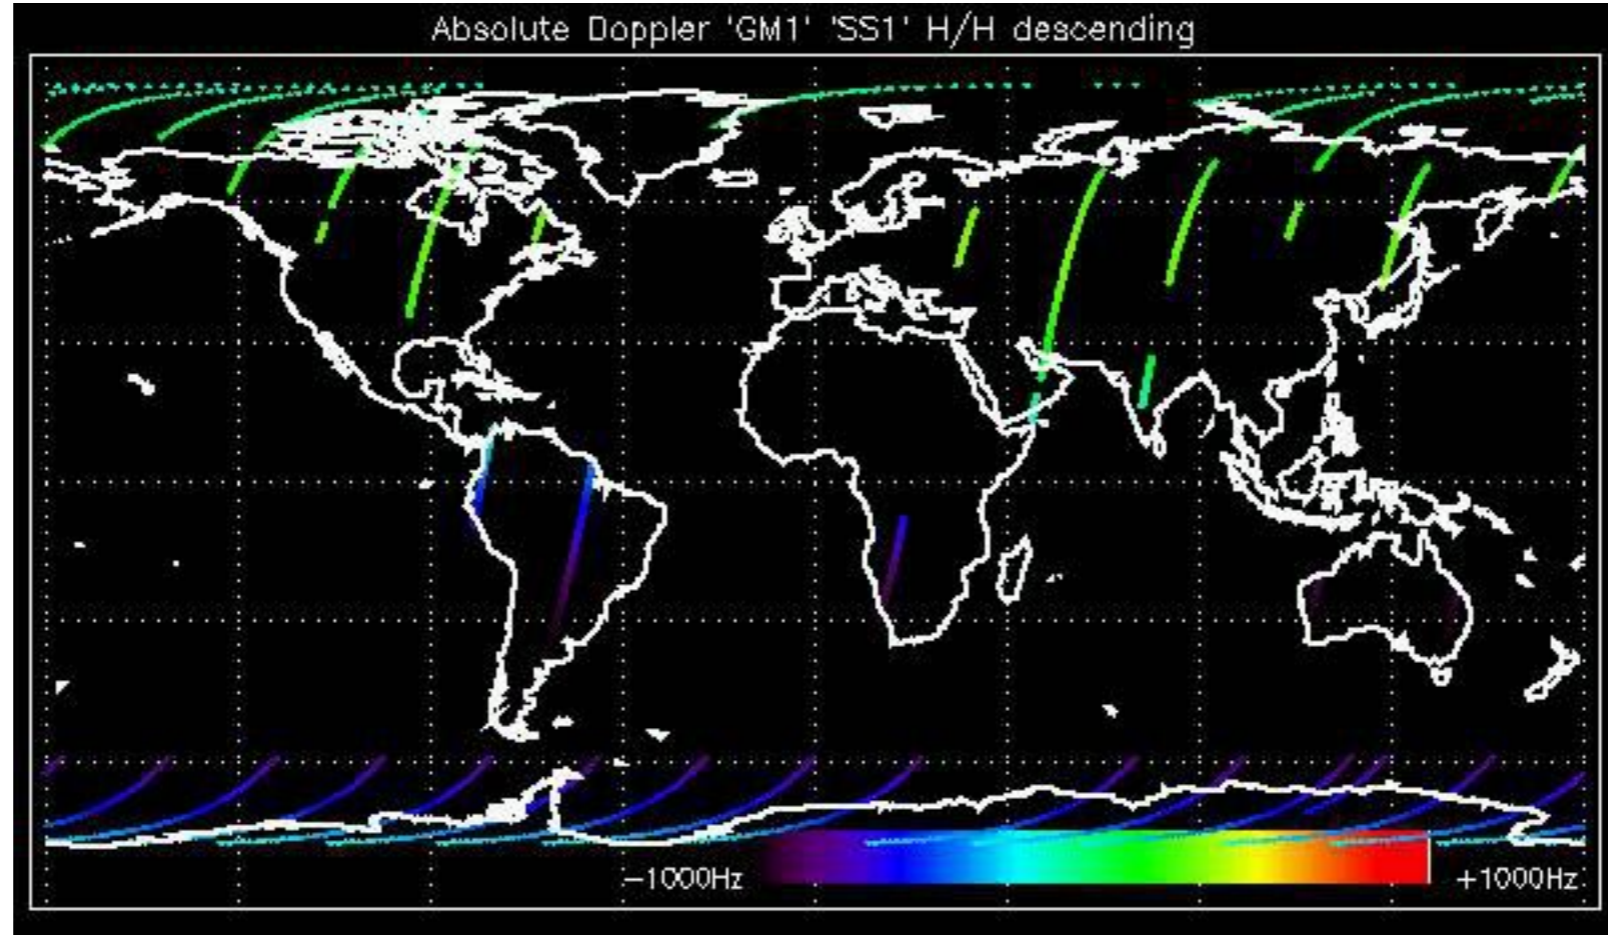 Absolute Doppler 'GM1' 'SS1' H/H descending
−1000Hz
+1000Hz